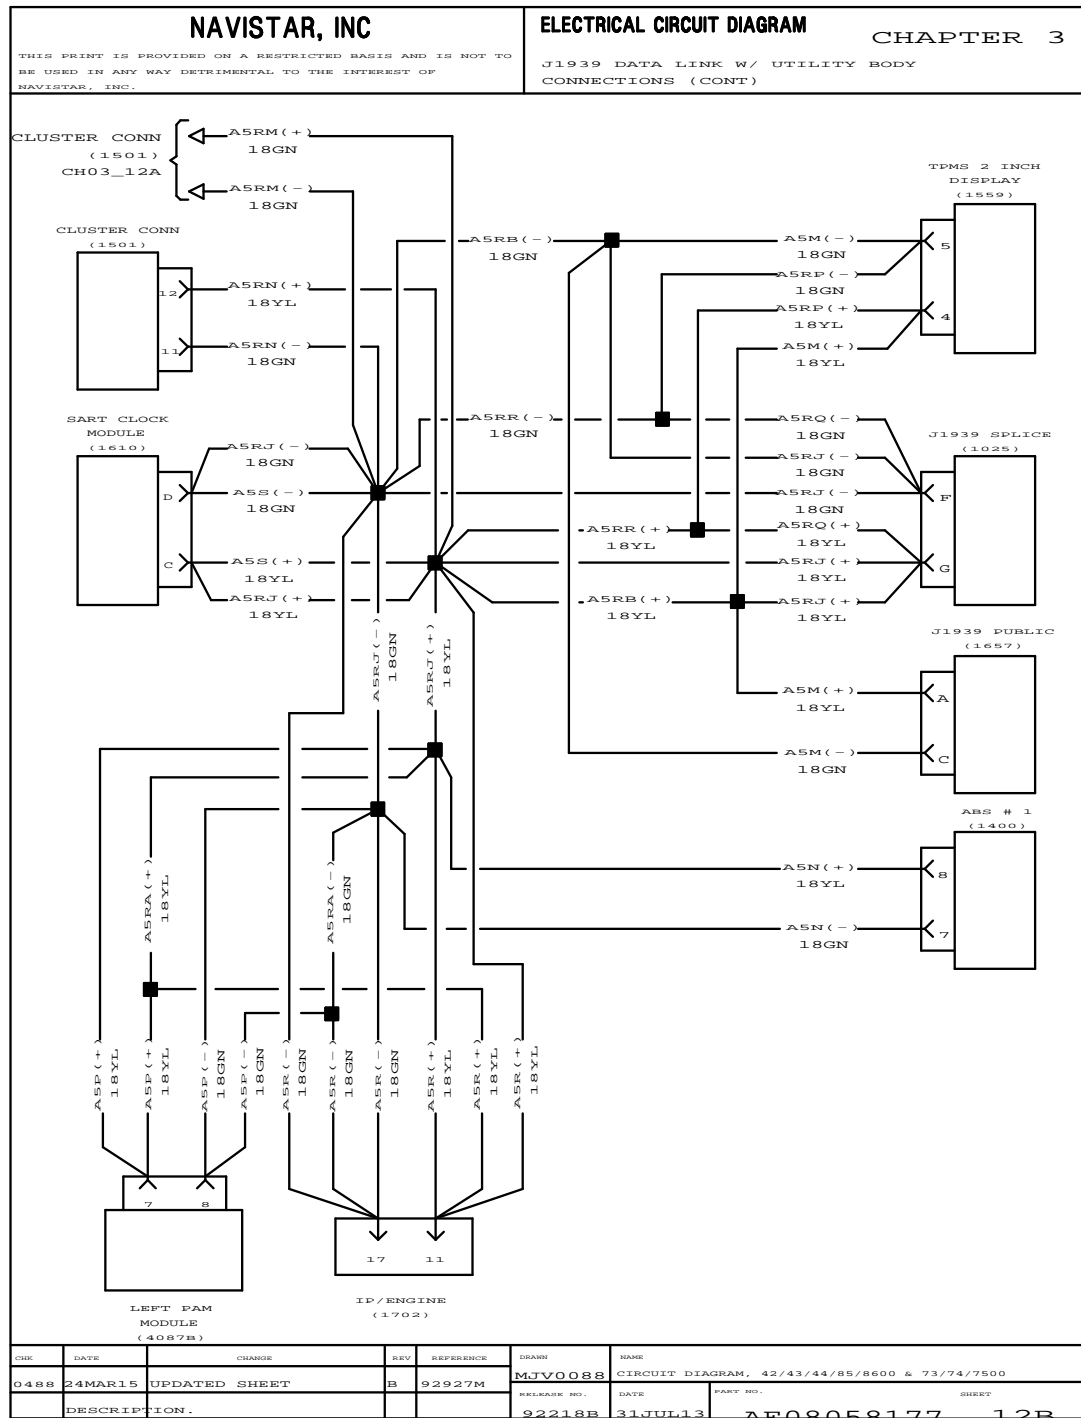 NAVISTAR, INC
THIS PRINT IS PROVIDED ON A RESTRICTED BASIS AND IS NOT TO
BE USED IN ANY WAY DETRIMENTAL TO THE INTEREST OF
NAVISTAR, INC.
ELECTRICAL CIRCUIT DIAGRAM
CHAPTER 3
J1939 DATA LINK W/ UTILITY BODY
CONNECTIONS (CONT)
CLUSTER CONN
(1501)
CH03_12A
A5RM(+)
18GN
A5RM(-)
18GN
CLUSTER CONN
(1501)
12
11
A5RN(+)
18YL
A5RN(-)
18GN
SART CLOCK
MODULE
(1610)
D
C
A5RJ(-)
18GN
A5S(-)
18GN
A5S(+)
18YL
A5RJ(+)
18YL
A5RB(-)
18GN
A5RR(-)
18GN
A5RR(+)
18YL
A5RB(+)
18YL
TPMS 2 INCH
DISPLAY
(1559)
5
4
A5M(-)
18GN
A5RP(-)
18GN
A5RP(+)
18YL
A5M(+)
18YL
J1939 SPLICE
(1025)
F
G
A5RQ(-)
18GN
A5RJ(-)
18GN
A5RJ(-)
18GN
A5RQ(+)
18YL
A5RJ(+)
18YL
A5RJ(+)
18YL
J1939 PUBLIC
(1657)
A
C
A5M(+)
18YL
A5M(-)
18GN
ABS # 1
(1400)
8
7
A5N(+)
18YL
A5N(-)
18GN
A5RJ(-)
18GN
A5RJ(+)
18YL
A5RA(+)
18YL
A5RA(-)
18GN
A5P(+)
18YL
A5P(+)
18YL
A5P(-)
18GN
A5P(-)
18GN
A5R(-)
18GN
A5R(-)
18GN
A5R(-)
18GN
A5R(+)
18YL
A5R(+)
18YL
A5R(+)
18YL
7
8
LEFT PAM
MODULE
(4087B)
17
11
IP/ENGINE
(1702)
CHK DATE CHANGE REV REFERENCE
0488 24MAR15 UPDATED SHEET B 92927M
DESCRIPTION.
DRAWN
MJV0088
NAME
CIRCUIT DIAGRAM, 42/43/44/85/8600 & 73/74/7500
RELEASE NO.
92218B
DATE
31JUL13
PART NO.
AF08058177
SHEET
12B